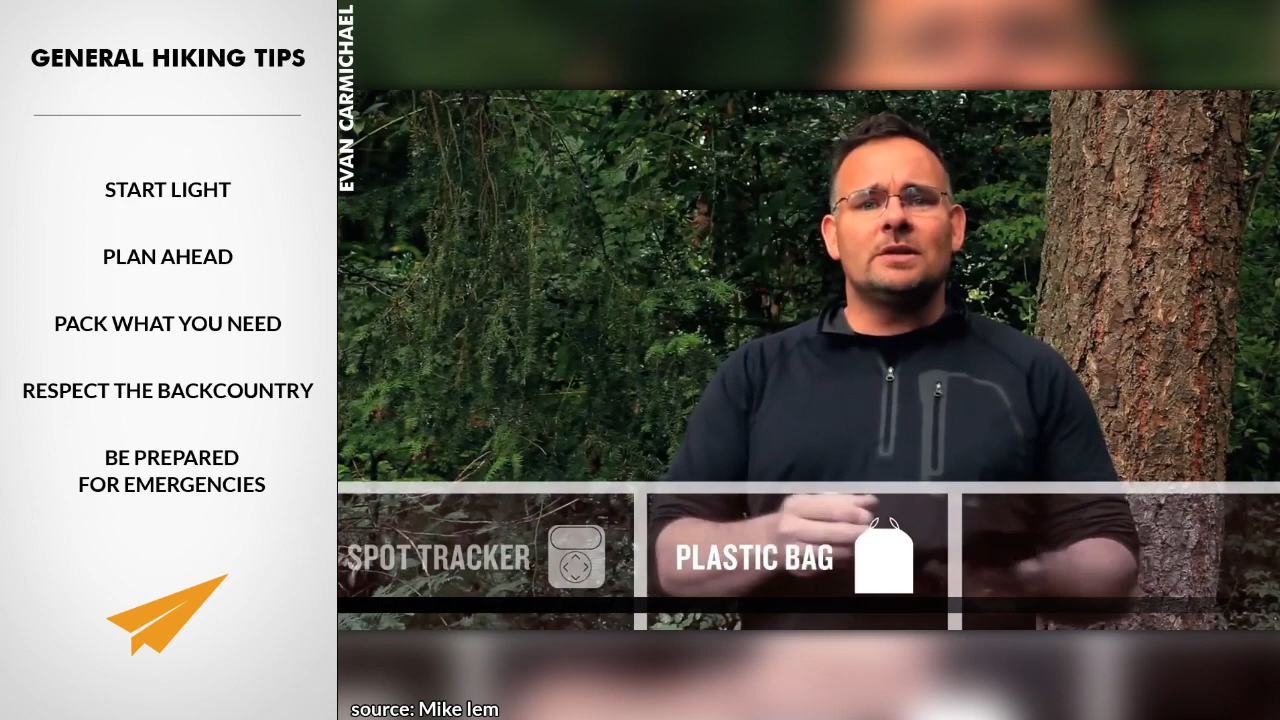 GENERAL HIKING TIPS
START LIGHT
PLAN AHEAD
PACK WHAT YOU NEED
RESPECT THE BACKCOUNTRY
BE PREPARED
FOR EMERGENCIES
EVAN CARMICHAEL
SPOT TRACKER
PLASTIC BAG
source: Mike lem